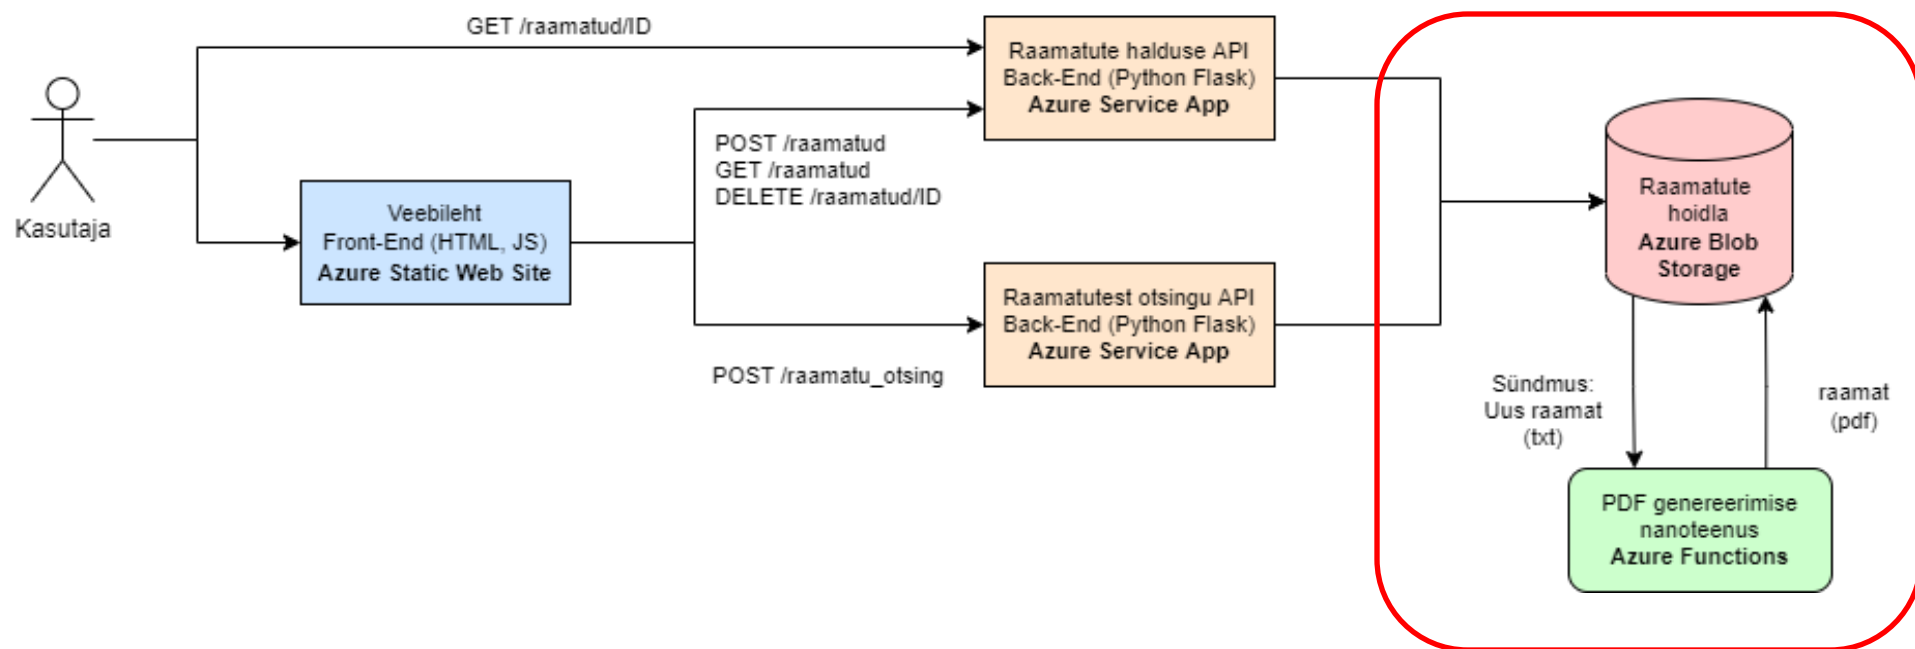 GET /raamatud/ID
Raamatute halduse API
Back-End (Python Flask)
Azure Service App
Kasutaja
Veebileht
Front-End (HTML, JS)
Azure Static Web Site
POST /raamatud
GET /raamatud
DELETE /raamatud/ID
Raamatutest otsingu API
Back-End (Python Flask)
Azure Service App
POST /raamatu_otsing
Raamatute
hoidla
Azure Blob
Storage
Sündmus:
Uus raamat
(txt)
raamat
(pdf)
PDF genereerimise
nanoteenus
Azure Functions